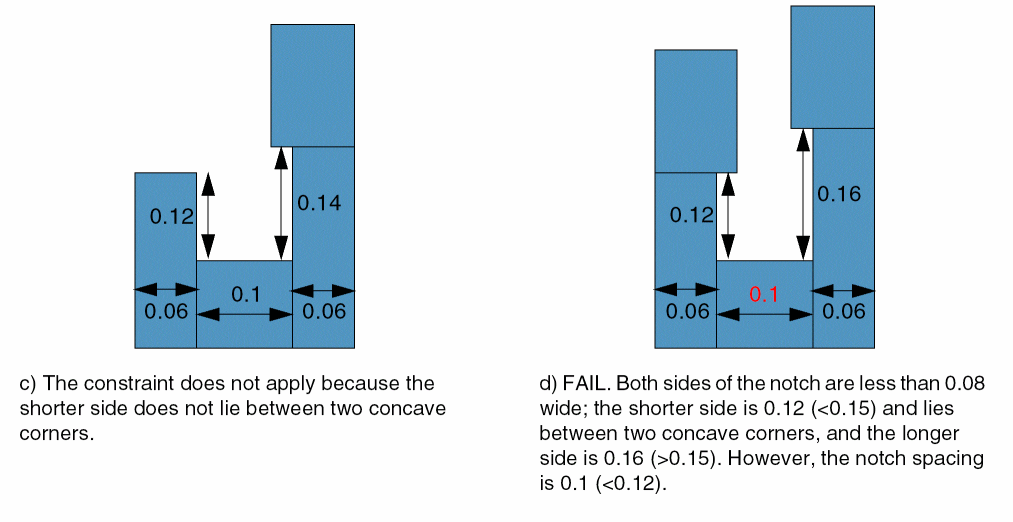 0.12
0.14
0.1
0.06
0.06
c) The constraint does not apply because the
shorter side does not lie between two concave
corners.
0.16
0.12
0.1
0.06
0.06
d) FAIL. Both sides of the notch are less than 0.08
wide; the shorter side is 0.12 (<0.15) and lies
between two concave corners, and the longer
side is 0.16 (>0.15). However, the notch spacing
is 0.1 (<0.12).